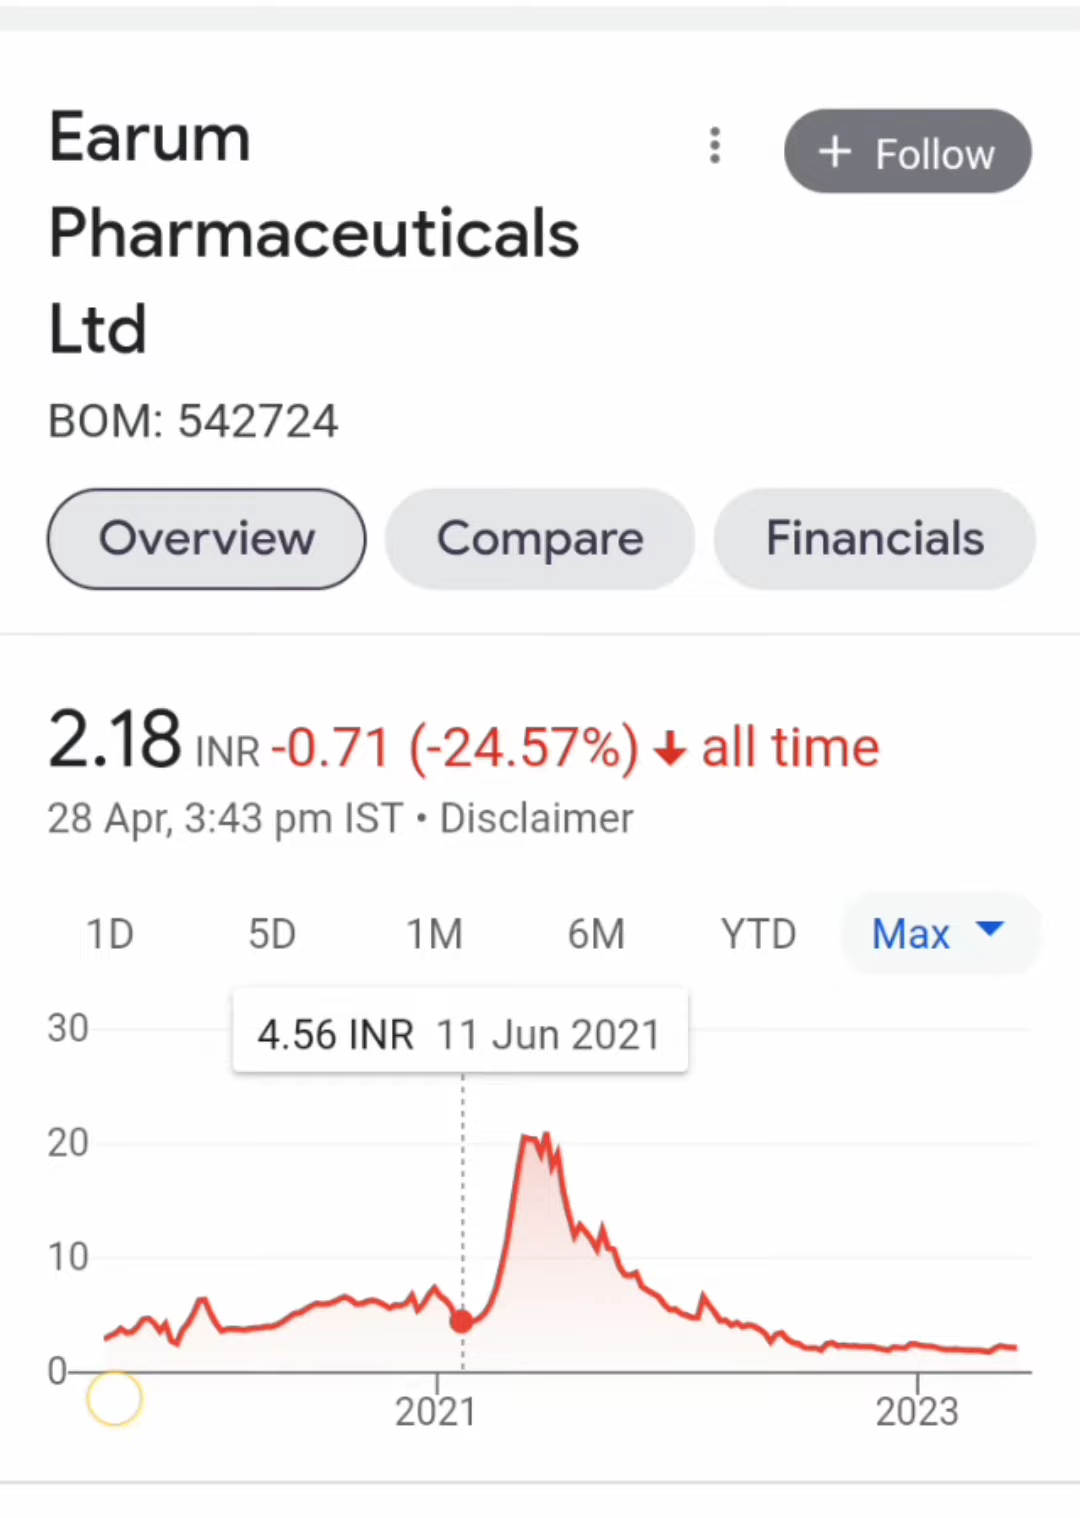 Earum
Pharmaceuticals
Ltd
+ Follow
BOM: 542724
Overview Compare Financials
2.18 INR -0.71 (-24.57%) ↓ all time
28 Apr, 3:43 pm IST • Disclaimer
1D 5D 1M 6M YTD Max
4.56 INR 11 Jun 2021
30
20
10
0
2021 2023